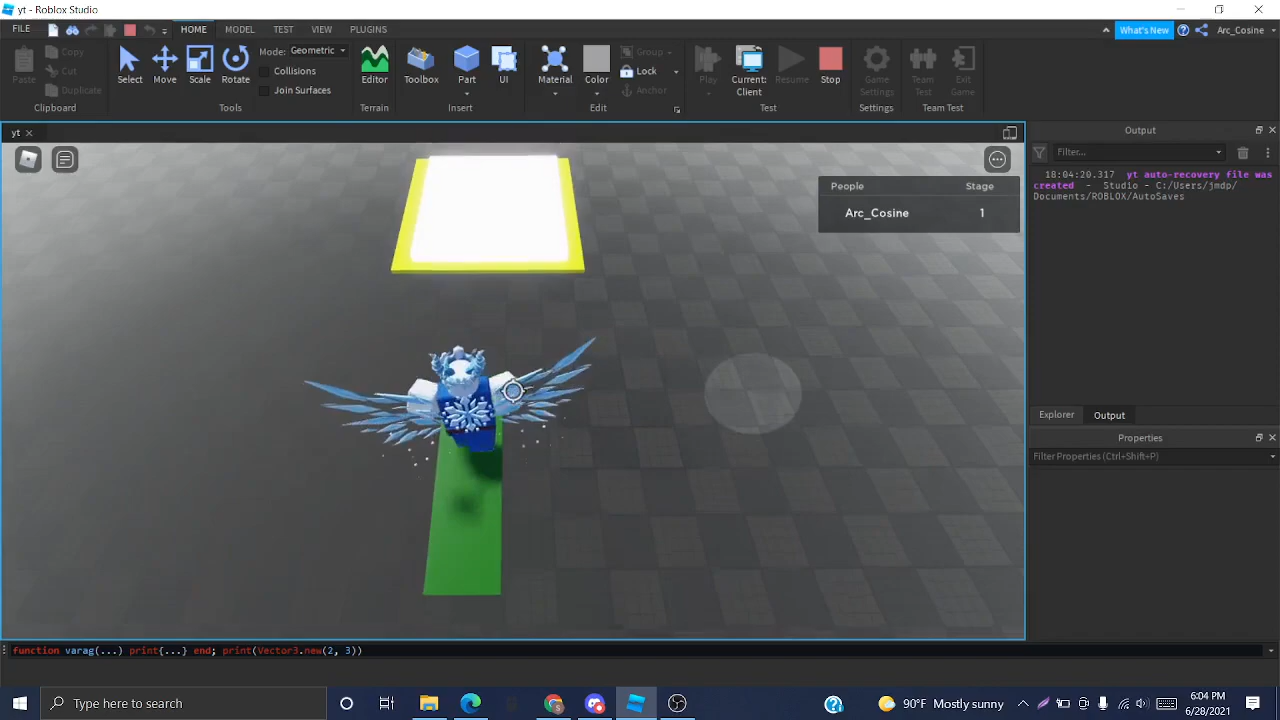 yt - Roblox Studio
FILE HOME MODEL TEST VIEW PLUGINS What's New Arc_Cosine
Paste Copy Cut Duplicate Clipboard
Select Move Scale Rotate Mode: Geometric Collisions Join Surfaces Tools
Editor Terrain
Toolbox Part UI Insert
Material Color Group Lock Anchor Edit
Play Current: Client Resume Stop Test
Game Settings Settings
Team Test Exit Game Team Test
yt
People Stage
Arc_Cosine 1
Output
Filter...
18:04:20.317 yt auto-recovery file was
created - Studio - C:/Users/jmdp/
Documents/ROBLOX/AutoSaves
Explorer Output
Properties
Filter Properties (Ctrl+Shift+P)
function varag(...) print{...} end; print(Vector3.new(2, 3))
Type here to search
90°F Mostly sunny
6:04 PM
6/28/2021